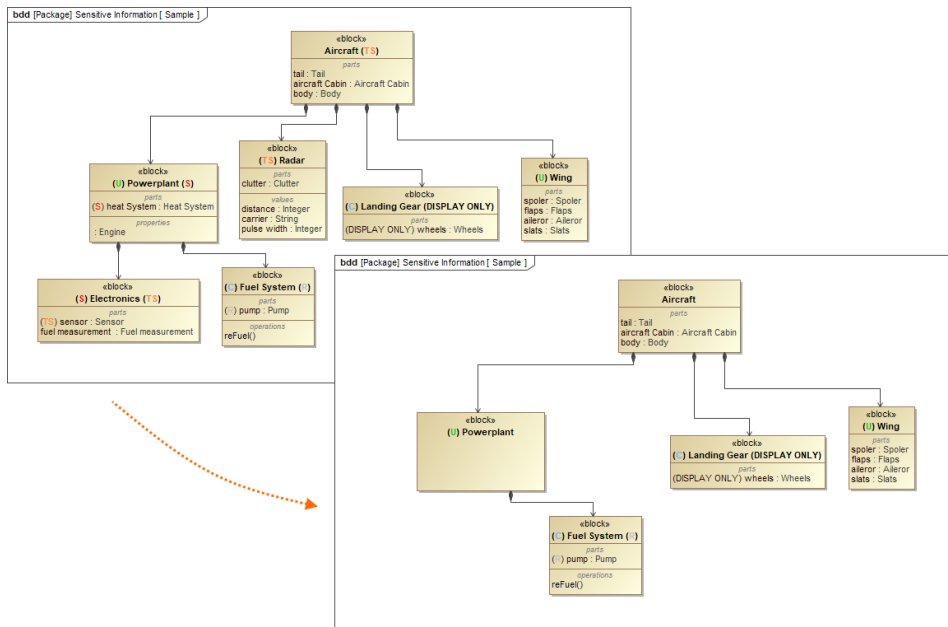 bdd [Package] Sensitive Information [ Sample ]
«block»
Aircraft (TS)
parts
tail : Tail
aircraft Cabin : Aircraft Cabin
body : Body
«block»
(U) Powerplant (S)
parts
(S) heat System : Heat System
properties
: Engine
«block»
(TS) Radar
parts
clutter : Clutter
values
distance : Integer
carrier : String
pulse width : Integer
«block»
(C) Landing Gear (DISPLAY ONLY)
parts
(DISPLAY ONLY) wheels : Wheels
«block»
(U) Wing
parts
spoler : Spoler
flaps : Flaps
aileror : Aileror
slats : Slats
«block»
(S) Electronics (TS)
parts
(TS) sensor : Sensor
fuel measurement : Fuel measurement
«block»
(C) Fuel System (R)
parts
(R) pump : Pump
operations
reFuel()
bdd [Package] Sensitive Information [ Sample ]
«block»
Aircraft
parts
tail : Tail
aircraft Cabin : Aircraft Cabin
body : Body
«block»
(U) Powerplant
«block»
(C) Landing Gear (DISPLAY ONLY)
parts
(DISPLAY ONLY) wheels : Wheels
«block»
(U) Wing
parts
spoler : Spoler
flaps : Flaps
aileror : Aileror
slats : Slats
«block»
(C) Fuel System (R)
parts
(R) pump : Pump
operations
reFuel()